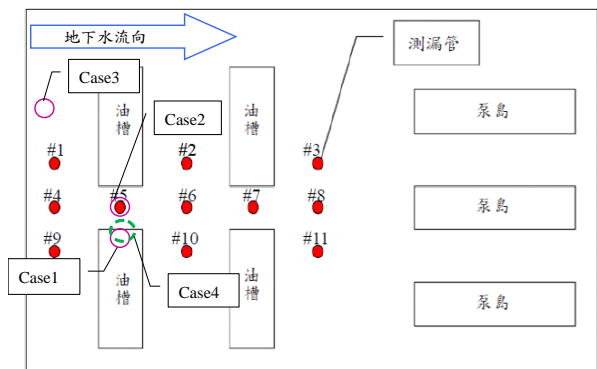 地下水流向
測漏管
Case3
油
槽
油
槽
Case2
泵島
#1
#2
#3
#4
#5
#6
#7
#8
泵島
#9
#10
#11
Case1
油
槽
Case4
油
槽
泵島